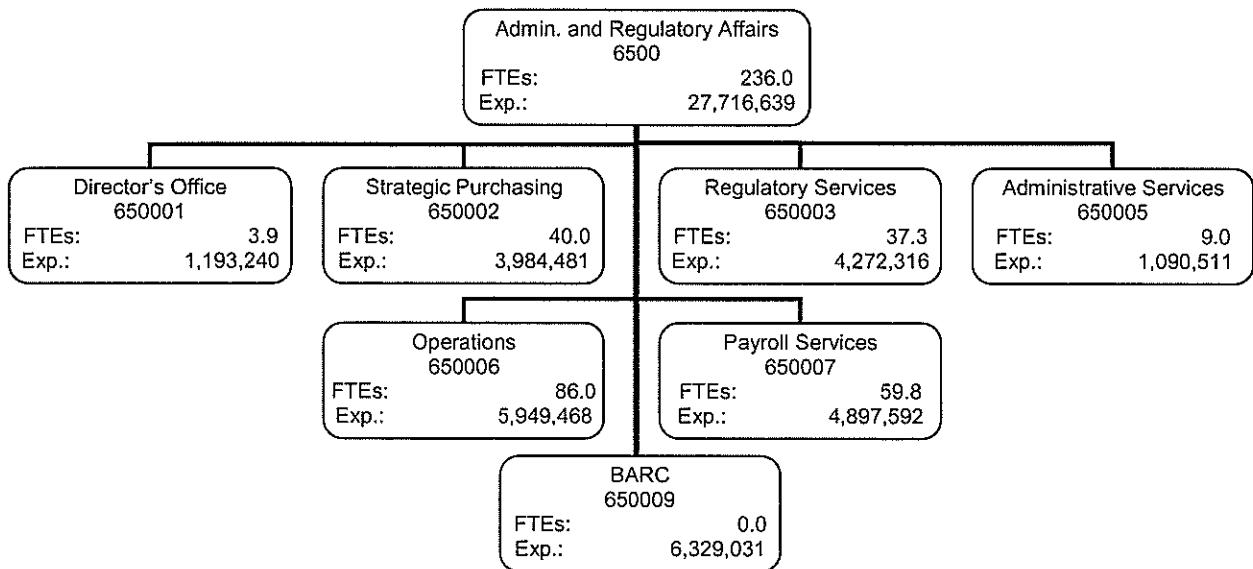 Admin. and Regulatory Affairs
6500
FTEs: 236.0
Exp.: 27,716,639
Director's Office
650001
FTEs: 3.9
Exp.: 1,193,240
Strategic Purchasing
650002
FTEs: 40.0
Exp.: 3,984,481
Regulatory Services
650003
FTEs: 37.3
Exp.: 4,272,316
Administrative Services
650005
FTEs: 9.0
Exp.: 1,090,511
Operations
650006
FTEs: 86.0
Exp.: 5,949,468
Payroll Services
650007
FTEs: 59.8
Exp.: 4,897,592
BARC
650009
FTEs: 0.0
Exp.: 6,329,031